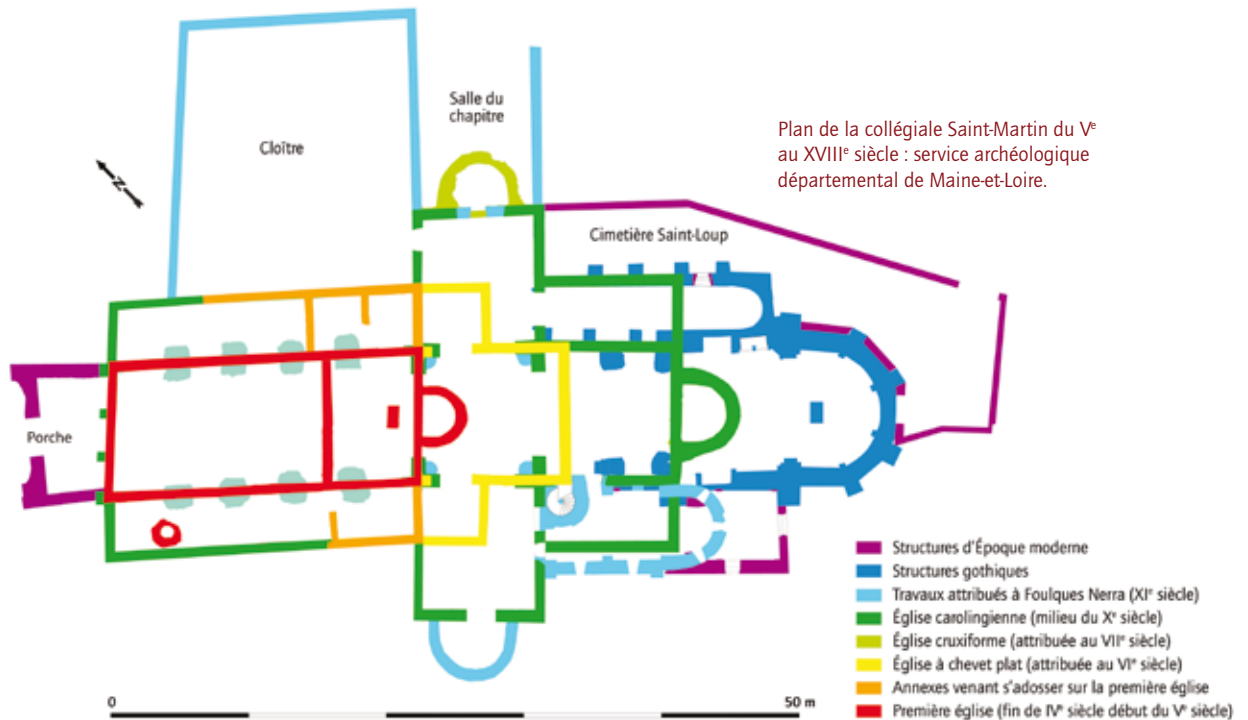 Salle du
chapitre
Cloître
Plan de la collégiale Saint-Martin du Ve
au XVIIIe siècle : service archéologique
départemental de Maine-et-Loire.
N
Cimetière Saint-Loup
Porche
Structures d'Époque moderne
Structures gothiques
Travaux attribués à Foulques Nerra (XIe siècle)
Église carolingienne (milieu du Xe siècle)
Église cruxiforme (attribuée au VIIe siècle)
Église à chevet plat (attribuée au VIe siècle)
Annexes venant s'adosser sur la première église
Première église (fin de IVe siècle début du Ve siècle)
0
50 m